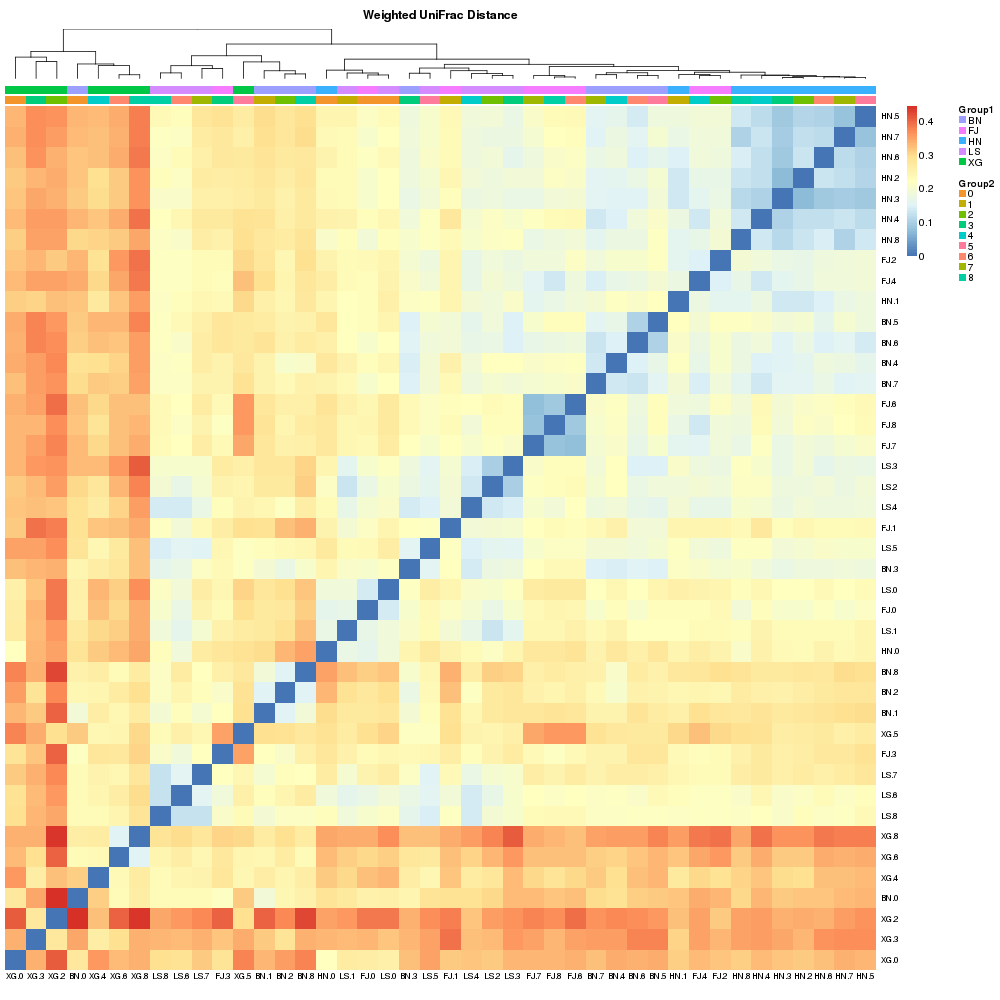 Weighted UniFrac Distance
Group1
BN
FJ
HN
LS
XG
Group2
0
1
2
3
4
5
6
7
8
0.4
0.3
0.2
0.1
0
HN.5
HN.7
HN.6
HN.2
HN.3
HN.4
HN.8
FJ.2
FJ.4
HN.1
BN.5
BN.6
BN.4
BN.7
FJ.6
FJ.8
FJ.7
LS.3
LS.2
LS.4
FJ.1
LS.5
BN.3
LS.0
FJ.0
LS.1
HN.0
BN.8
BN.2
BN.1
XG.5
FJ.3
LS.7
LS.6
LS.8
XG.8
XG.6
XG.4
BN.0
XG.2
XG.3
XG.0
XG.0 XG.3 XG.2 BN.0 XG.4 XG.6 XG.8 LS.8 LS.6 LS.7 FJ.3 XG.5 BN.1 BN.2 BN.8 HN.0 LS.1 FJ.0 LS.0 BN.3 LS.5 FJ.1 LS.4 LS.2 LS.3 FJ.7 FJ.8 FJ.6 BN.7 BN.4 BN.6 BN.5 HN.1 FJ.4 FJ.2 HN.8 HN.4 HN.3 HN.2 HN.6 HN.7 HN.5